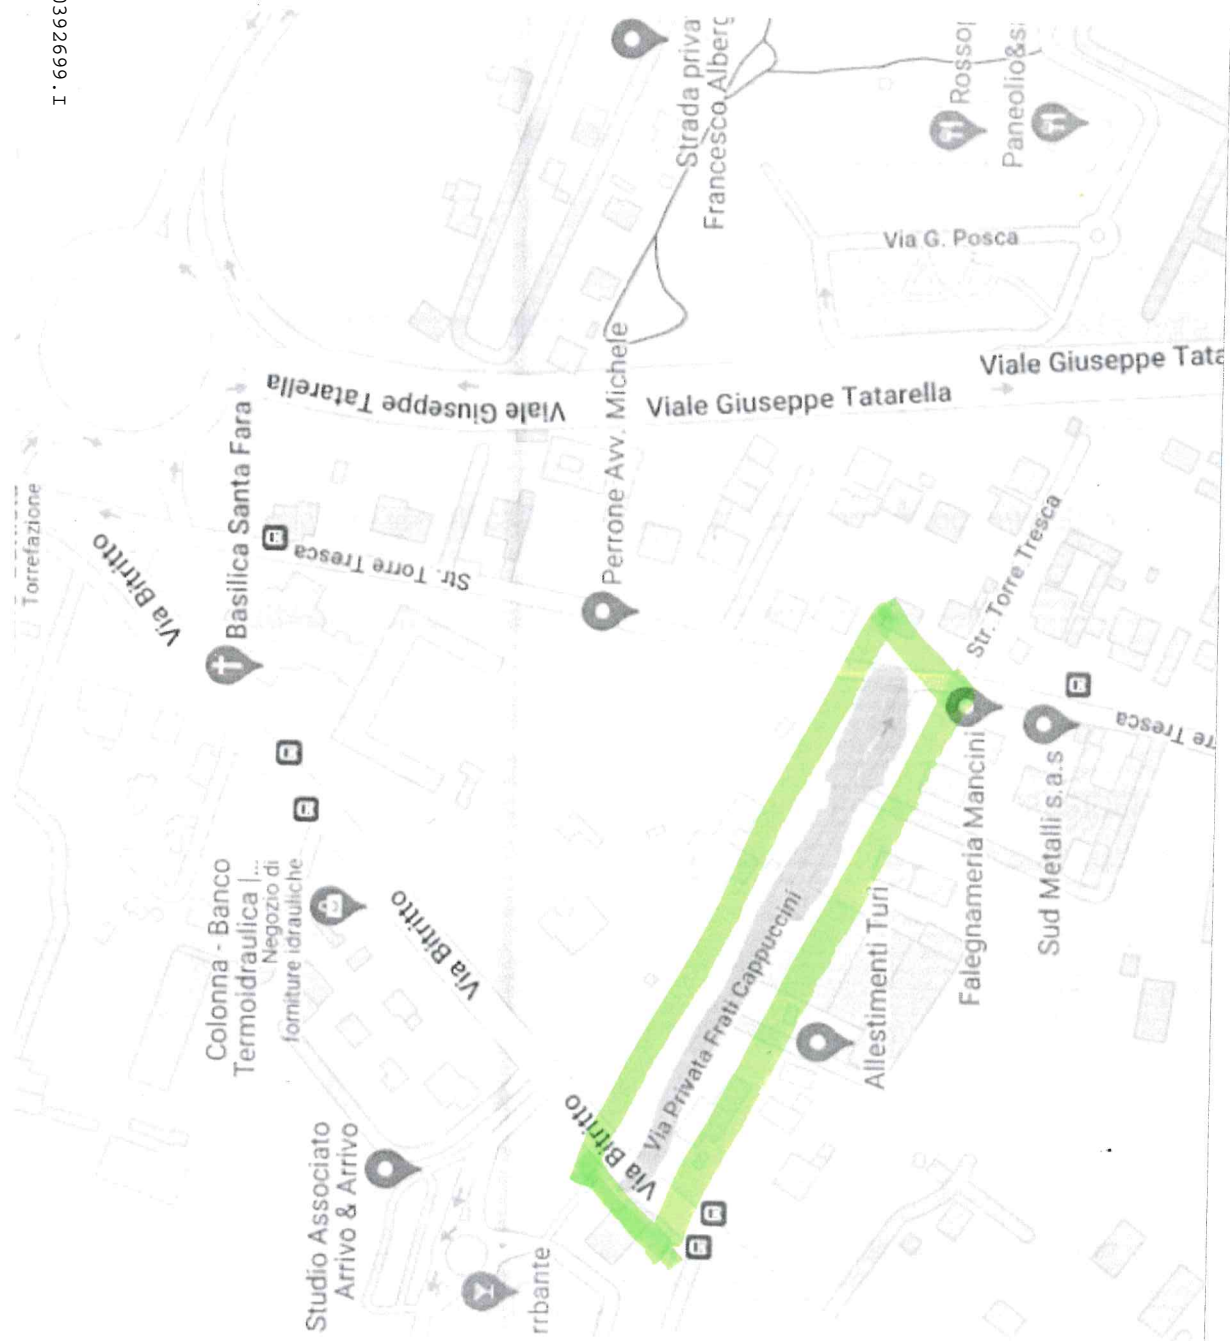 0392699.I
Strada priva
Francesco Alberg
Rosso
Paneolio&s
Via G. Posca
Viale Giuseppe Tatarella
Viale Giuseppe Tatarella
Viale Giuseppe Tata
Torrefazione
Via Bitritto
Basilica Santa Fara
Str. Torre Tresca
Perrone Avv. Michele
Str. Torre Tresca
rre Tresca
Colonna - Banco
Termoidraulica |...
Negozio di
forniture idrauliche
Via Bitritto
Falegnameria Mancini
Sud Metalli s.a.s
Allestimenti Turi
Via Privata Frati Cappuccini
Via Bitritto
Studio Associato
Arrivo & Arrivo
rrbante